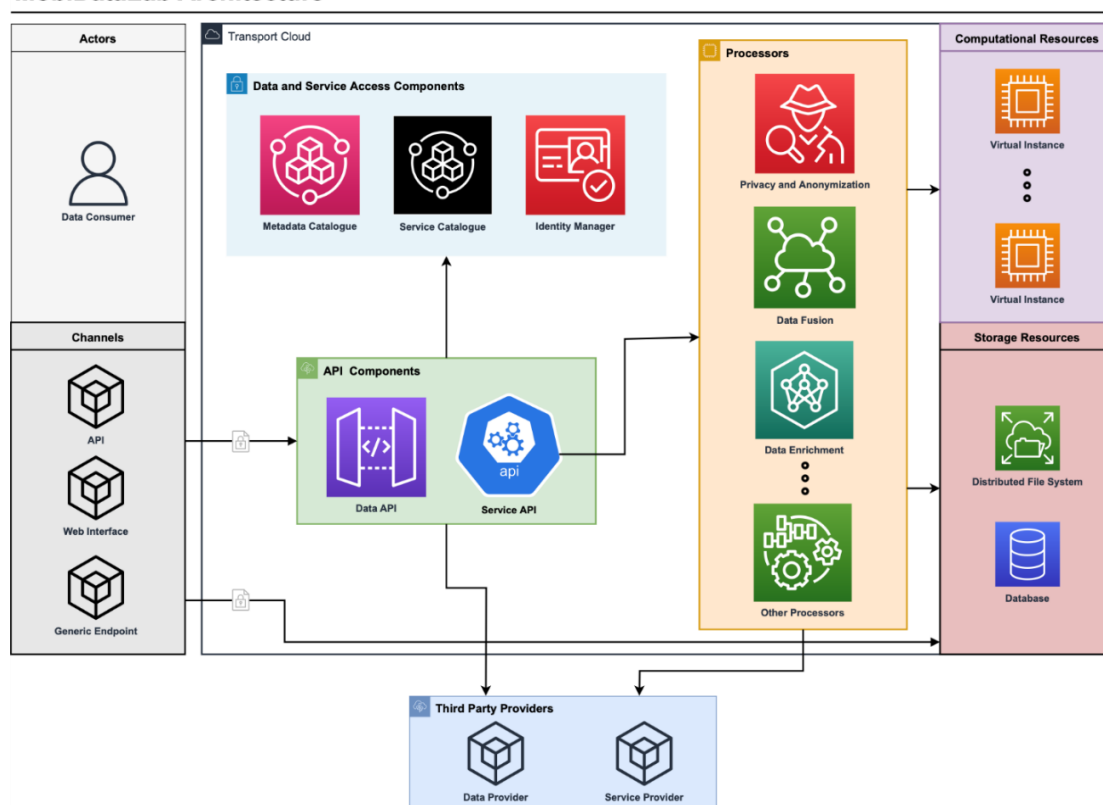 Actors
Data Consumer
Channels
API
Web Interface
Generic Endpoint
Transport Cloud
Data and Service Access Components
Metadata Catalogue
Service Catalogue
Identity Manager
API Components
Data API
api
Service API
Processors
Privacy and Anonymization
Data Fusion
Data Enrichment
Other Processors
Computational Resources
Virtual Instance
Virtual Instance
Storage Resources
Distributed File System
Database
Third Party Providers
Data Provider
Service Provider